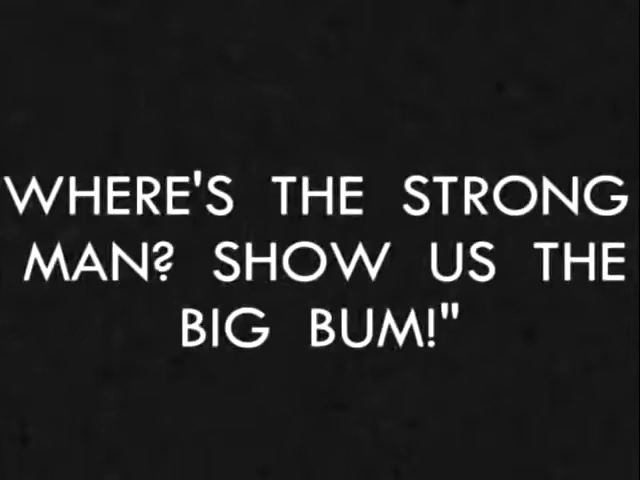 WHERE'S THE STRONG
MAN? SHOW US THE
BIG BUM!"